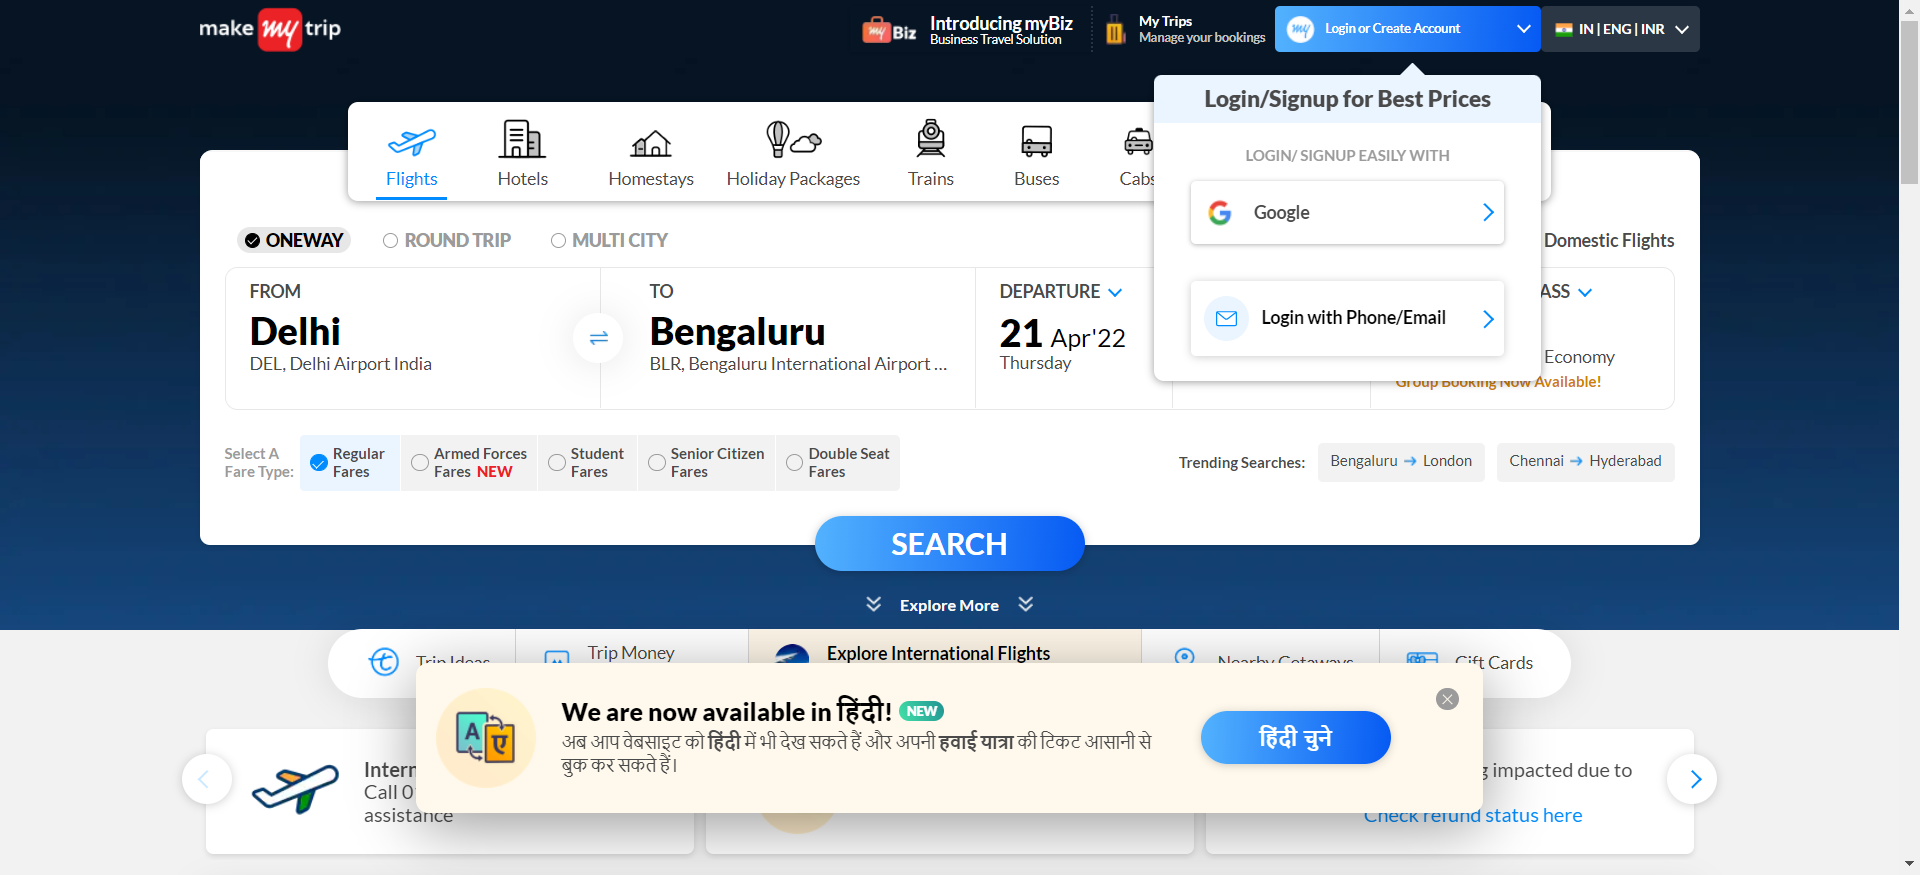 make my trip
my Biz
Introducing myBiz
Business Travel Solution
My Trips
Manage your bookings
my
Login or Create Account
IN | ENG | INR
Login/Signup for Best Prices
LOGIN/ SIGNUP EASILY WITH
Google
Login with Phone/Email
Flights
Hotels
Homestays
Holiday Packages
Trains
Buses
Cabs
ONEWAY
ROUND TRIP
MULTI CITY
Domestic Flights
FROM
Delhi
DEL, Delhi Airport India
TO
Bengaluru
BLR, Bengaluru International Airport ...
DEPARTURE
21 Apr'22
Thursday
ASS
Economy
Group Booking Now Available!
Select A
Fare Type:
Regular
Fares
Armed Forces
Fares NEW
Student
Fares
Senior Citizen
Fares
Double Seat
Fares
Trending Searches:
Bengaluru → London
Chennai → Hyderabad
SEARCH
Explore More
Trip Ideas
Trip Money
Explore International Flights
Nearby Getaways
Gift Cards
We are now available in हिंदी! NEW
अब आप वेबसाइट को हिंदी में भी देख सकते हैं और अपनी हवाई यात्रा की टिकट आसानी से
बुक कर सकते हैं।
A
ए
हिंदी चुने
Intern
Call 0
assistance
impacted due to
Check refund status here